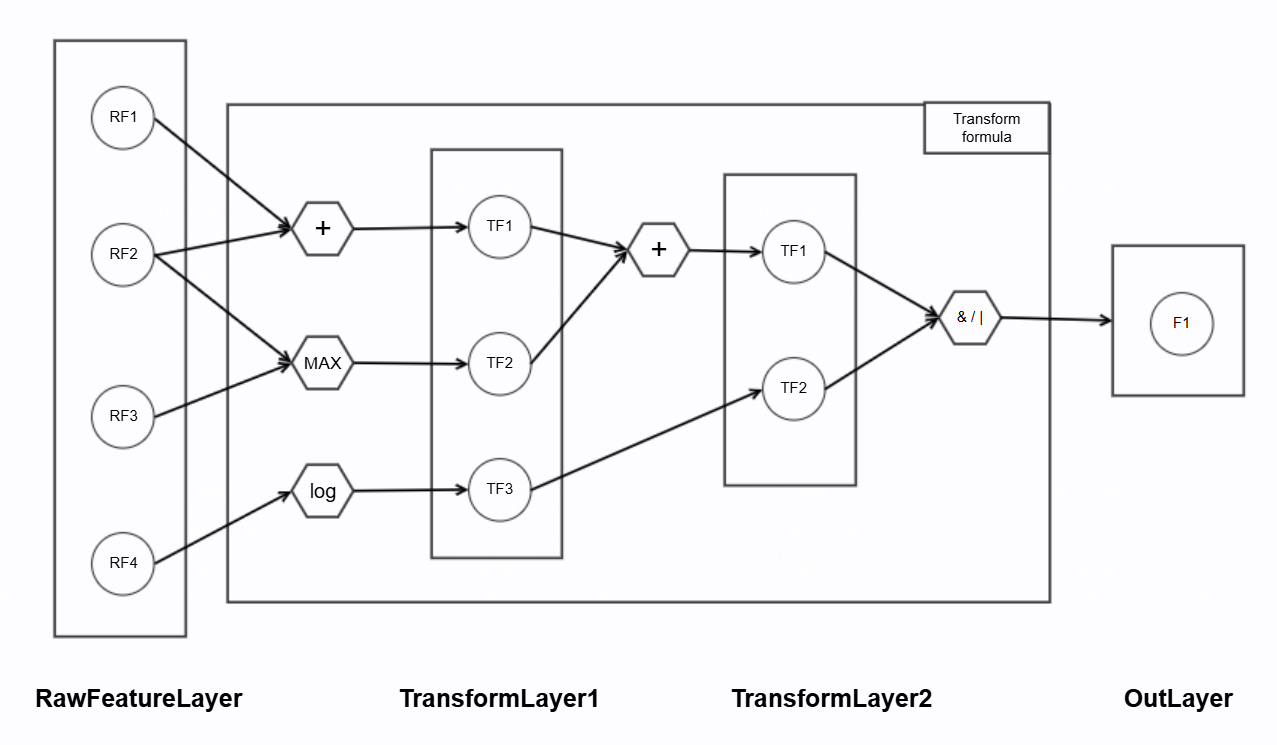 RF1
RF2
RF3
RF4
+
MAX
log
TF1
TF2
TF3
+
TF1
TF2
Transform
formula
& / |
F1
RawFeatureLayer
TransformLayer1
TransformLayer2
OutLayer